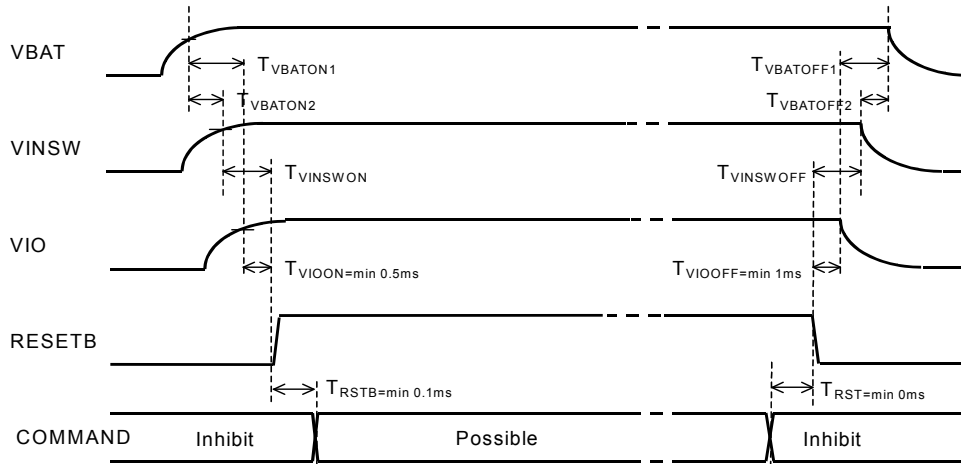 VBAT
TVBATON1
TVBATOFF1
TVBATON2
TVBATOFF2
VINSW
TVINSWON
TVINSWOFF
VIO
TVIOON=min 0.5ms
TVIOOFF=min 1ms
RESETB
TRSTB=min 0.1ms
TRST=min 0ms
COMMAND
Inhibit
Possible
Inhibit